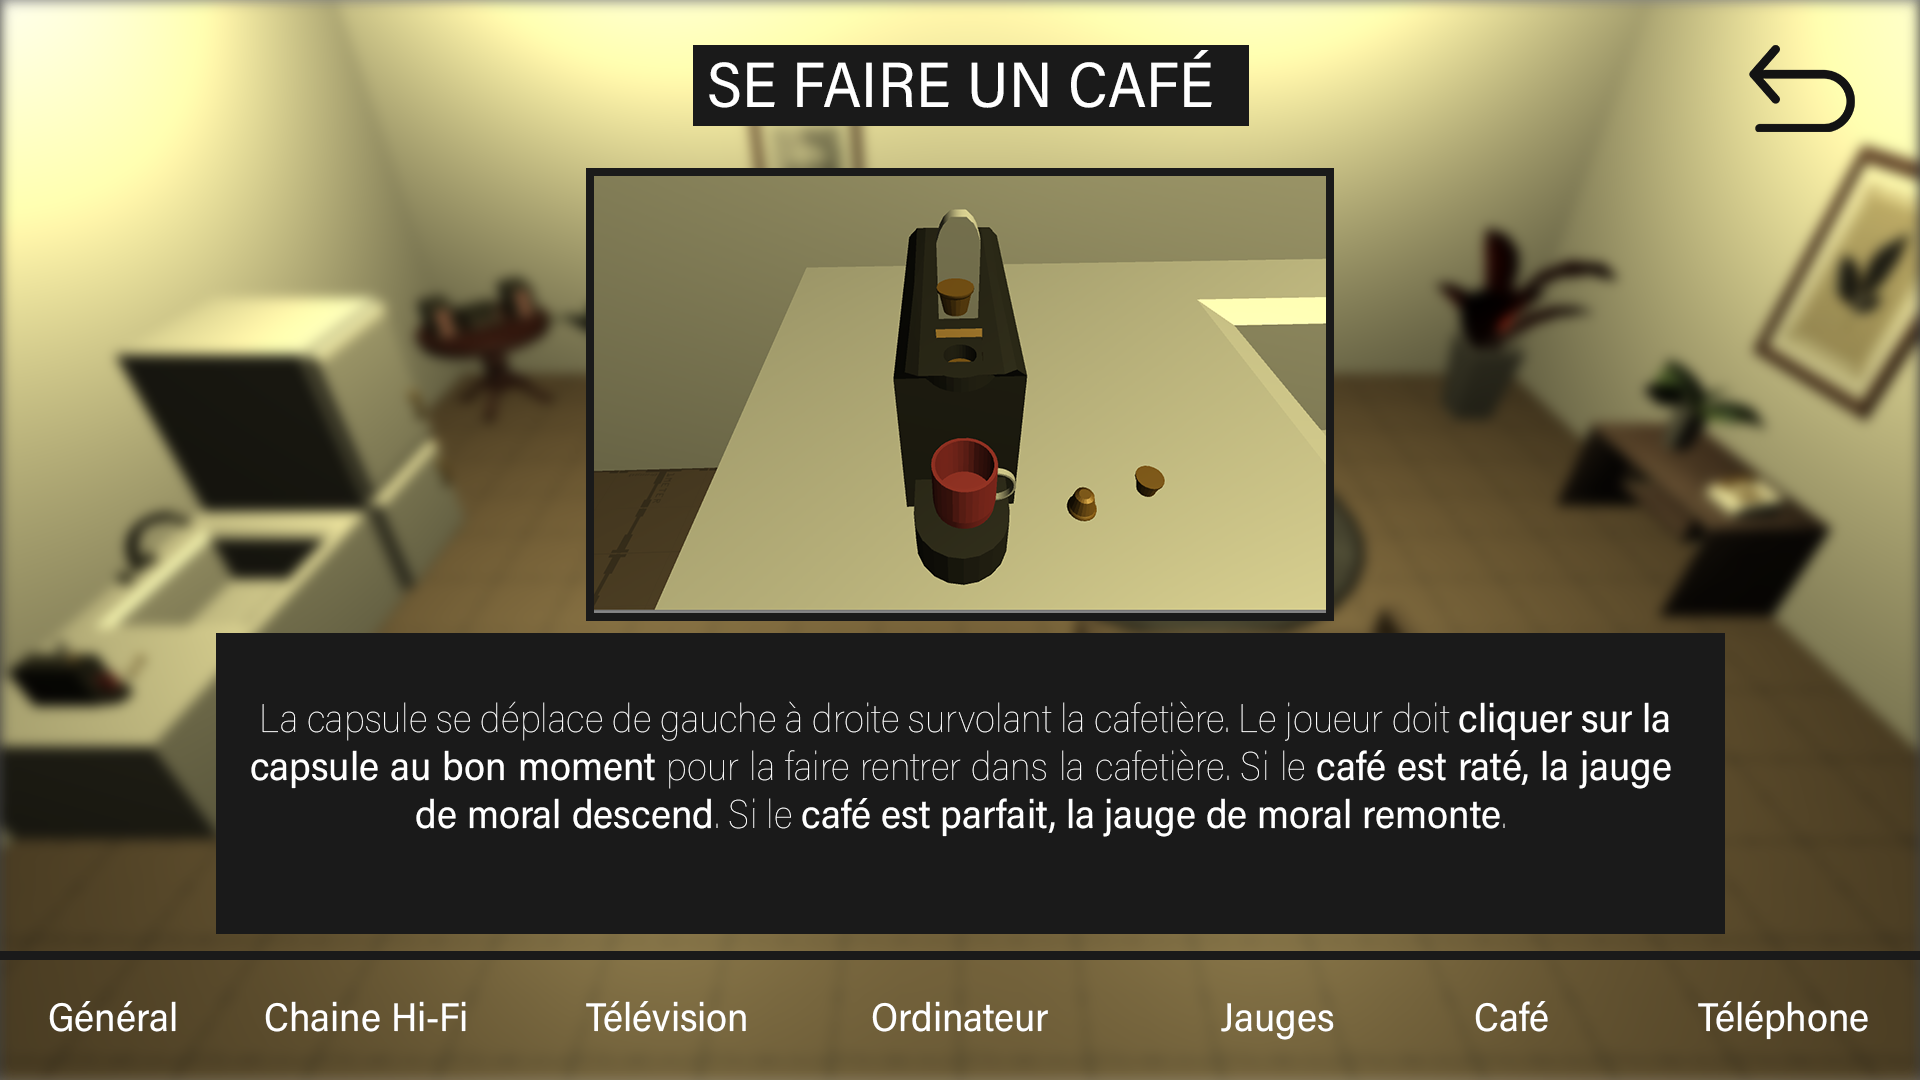 SE FAIRE UN CAFÉ
La capsule se déplace de gauche à droite survolant la cafetière. Le joueur doit cliquer sur la
capsule au bon moment pour la faire rentrer dans la cafetière. Si le café est raté, la jauge
de moral descend. Si le café est parfait, la jauge de moral remonte.
Général Chaine Hi-Fi Télévision Ordinateur Jauges Café Téléphone